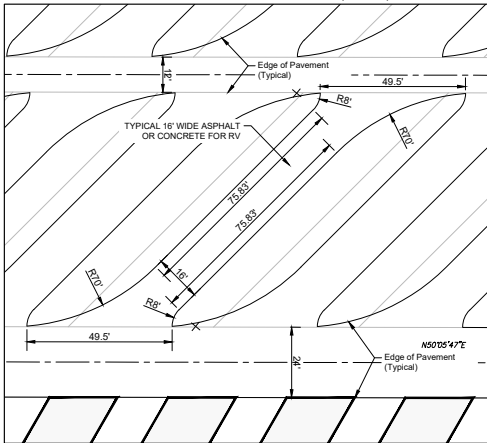 Edge of Pavement
(Typical)
12'
49.5'
R8'
TYPICAL 16' WIDE ASPHALT
OR CONCRETE FOR RV
R70'
75.83'
75.83'
16'
R70'
R8'
49.5'
24'
N50°05'47"E
Edge of Pavement
(Typical)